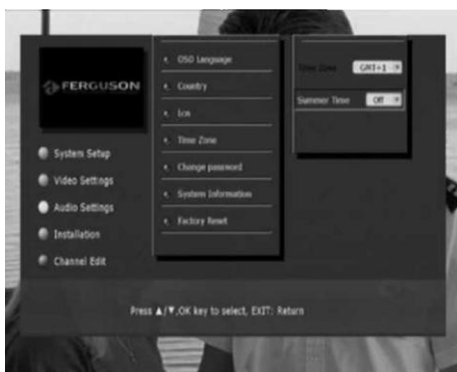 FERGUSON
System Setup
Video Settings
Audio Settings
Installation
Channel Edit
OSD Language
Country
Lcn
Time Zone
Change password
System Information
Factory Reset
Time Zone GMT+1
Summer Time Off
Press ▲/▼,OK key to select, EXIT: Return